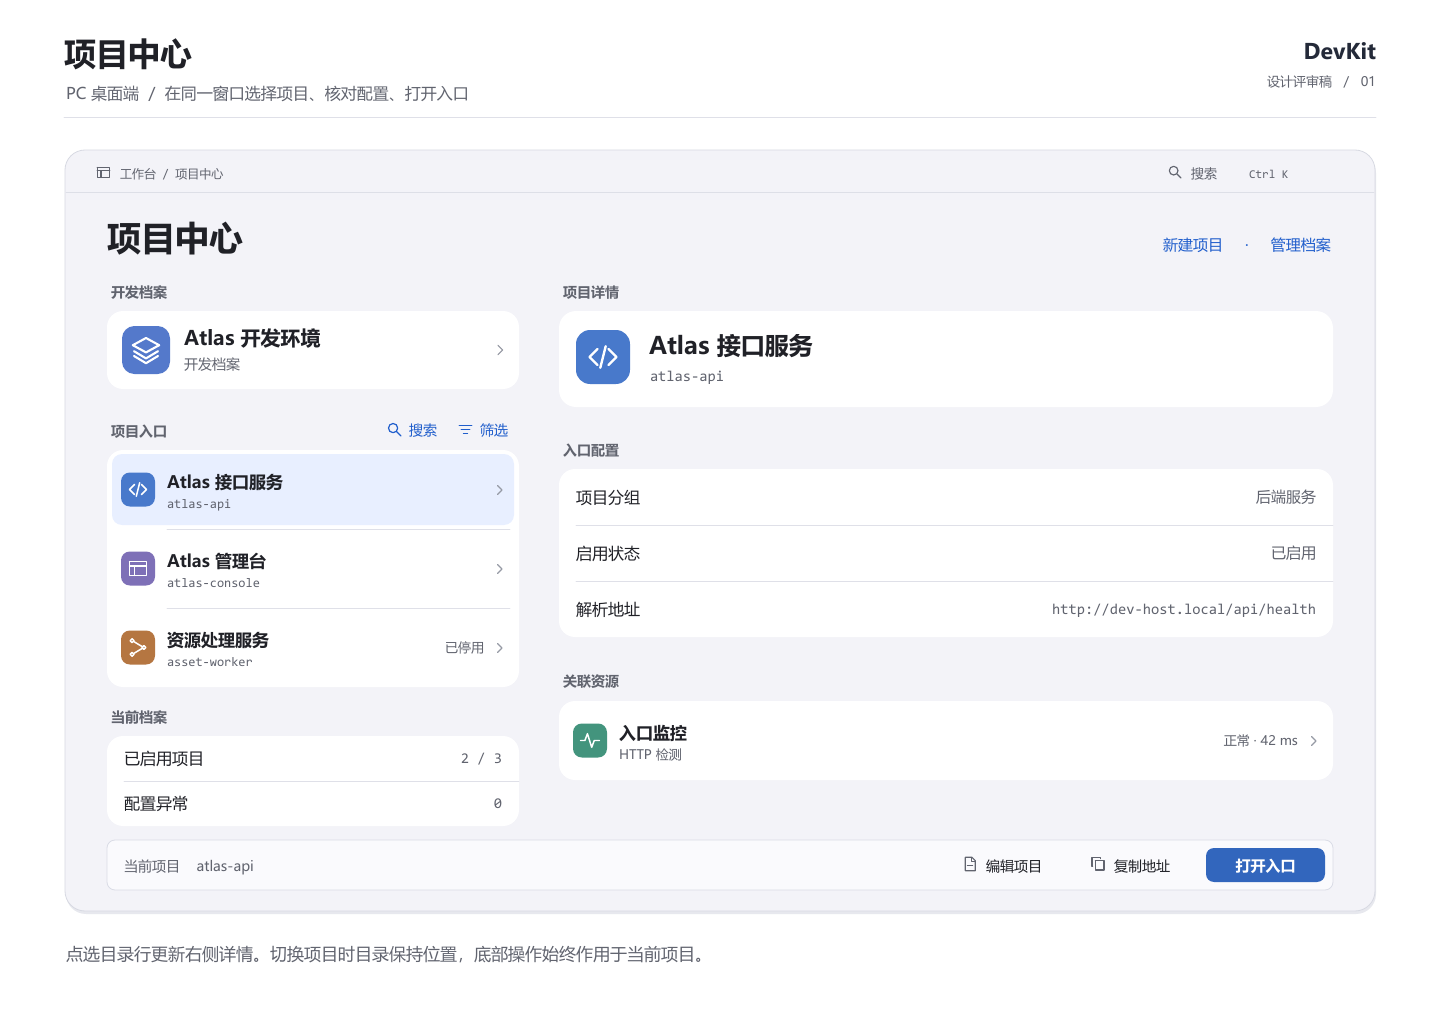 项目中心
PC 桌面端 / 在同一窗口选择项目、核对配置、打开入口
DevKit
设计评审稿 / 01
工作台 / 项目中心
搜索 Ctrl K
项目中心
新建项目 · 管理档案
开发档案
Atlas 开发环境
开发档案
项目入口
搜索 筛选
Atlas 接口服务
atlas-api
Atlas 管理台
atlas-console
资源处理服务
asset-worker
已停用
当前档案
已启用项目 2 / 3
配置异常 0
项目详情
Atlas 接口服务
atlas-api
入口配置
项目分组 后端服务
启用状态 已启用
解析地址 http://dev-host.local/api/health
关联资源
入口监控
HTTP 检测
正常 · 42 ms
当前项目 atlas-api
编辑项目 复制地址 打开入口
点选目录行更新右侧详情。切换项目时目录保持位置，底部操作始终作用于当前项目。